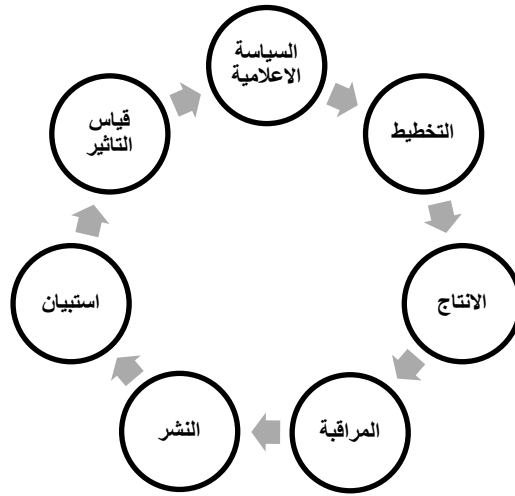 السياسة
الاعلامية
التخطيط
الانتاج
المراقبة
النشر
استبيان
قياس
التاثير